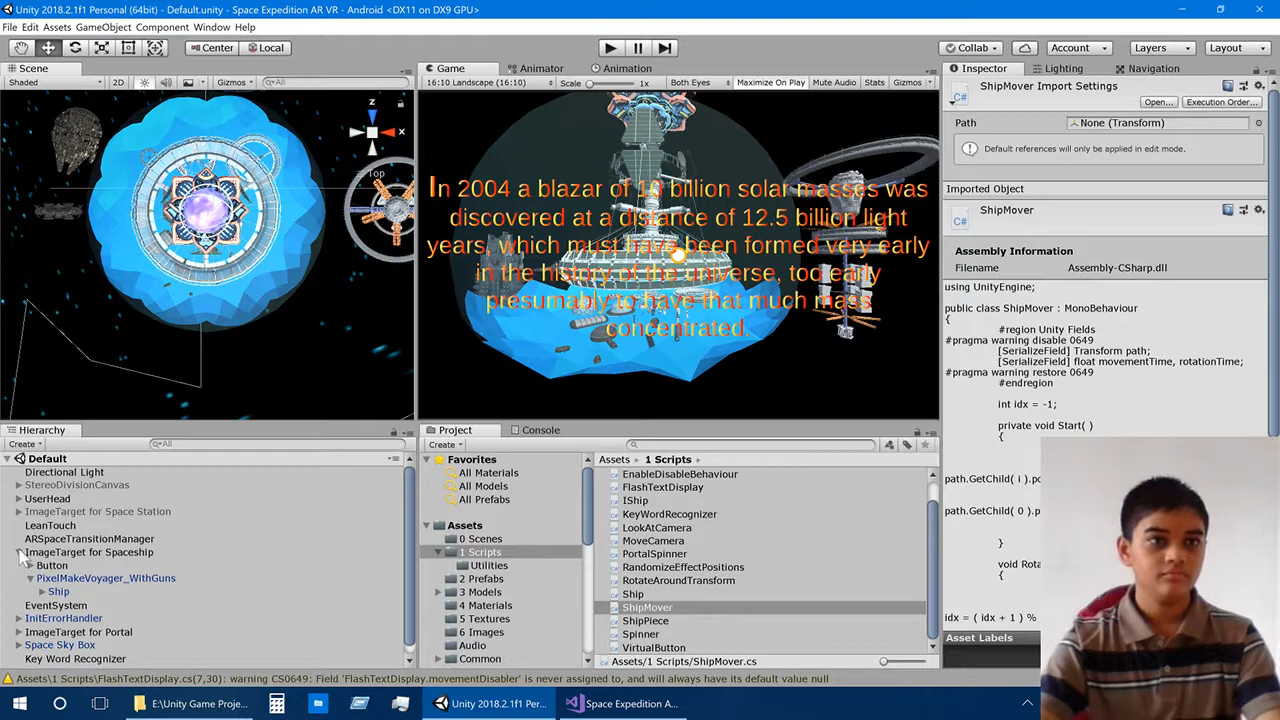 Unity 2018.2.1f1 Personal (64bit) - Default.unity - Space Expedition AR VR - Android <DX11 on DX9 GPU>
File Edit Assets GameObject Component Window Help
Center Local Collab Account Layers Layout
Scene Game Animator Animation Inspector Lighting Navigation
Shaded 2D Gizmos All 16:10 Landscape (16:10) Scale 1x Both Eyes Maximize On Play Mute Audio Stats Gizmos
ShipMover Import Settings
Open... Execution Order...
Path None (Transform)
Default references will only be applied in edit mode.
Imported Object
ShipMover
Assembly Information
Filename Assembly-CSharp.dll
using UnityEngine;
public class ShipMover : MonoBehaviour
{
#region Unity Fields
#pragma warning disable 0649
[SerializeField] Transform path;
[SerializeField] float movementTime, rotationTime;
#pragma warning restore 0649
#endregion
int idx = -1;
private void Start( )
{
path.GetChild( i ).po
path.GetChild( 0 ).p
}
void Rota
{
idx = ( idx + 1 ) %
Asset Labels
z
x
Top
In 2004 a blazar of 10 billion solar masses was
discovered at a distance of 12.5 billion light
years, which must have been formed very early
in the history of the universe, too early
presumably to have that much mass
concentrated.
Hierarchy
Create All
Default
Directional Light
StereoDivisionCanvas
UserHead
ImageTarget for Space Station
LeanTouch
ARSpaceTransitionManager
ImageTarget for Spaceship
Button
PixelMakeVoyager_WithGuns
Ship
EventSystem
InitErrorHandler
ImageTarget for Portal
Space Sky Box
Key Word Recognizer
Project Console
Create
Favorites
All Materials
All Models
All Prefabs
Assets
0 Scenes
1 Scripts
Utilities
2 Prefabs
3 Models
4 Materials
5 Textures
6 Images
Audio
Common
Assets 1 Scripts
EnableDisableBehaviour
FlashTextDisplay
IShip
KeyWordRecognizer
LookAtCamera
MoveCamera
PortalSpinner
RandomizeEffectPositions
RotateAroundTransform
Ship
ShipMover
ShipPiece
Spinner
VirtualButton
Assets/1 Scripts/ShipMover.cs
Assets\1 Scripts\FlashTextDisplay.cs(7,30): warning CS0649: Field 'FlashTextDisplay.movementDisabler' is never assigned to, and will always have its default value null
E:\Unity Game Proje... Unity 2018.2.1f1 Per... Space Expedition A...